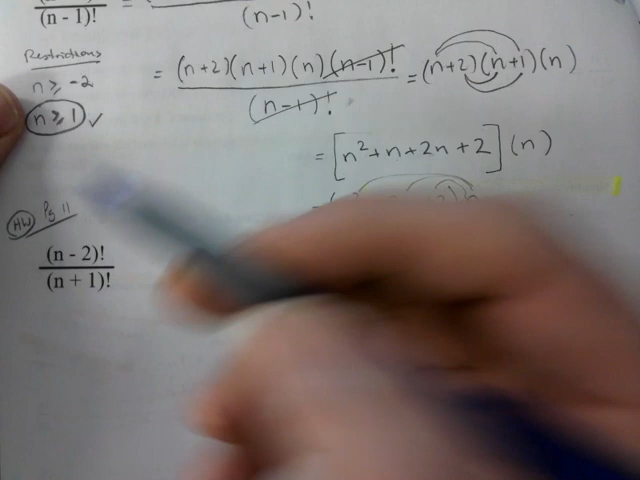 (n - 1)! = (n-1)!
Restrictions
n ≥ -2
n ≥ 1 ✓
= (n+2)(n+1)(n)(n-1)! / (n-1)! = (n+2)(n+1)(n)
= [n²+n+2n+2](n)
HW Pg 11
(n - 2)!
(n + 1)!